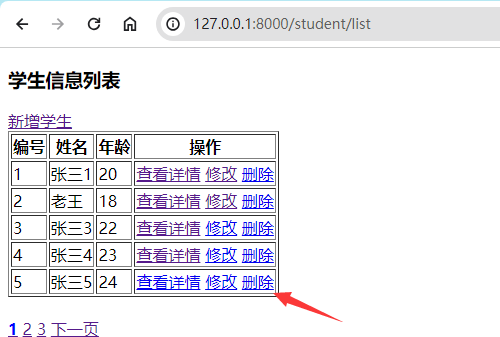 127.0.0.1:8000/student/list
学生信息列表
新增学生
编号 姓名 年龄 操作
1 张三1 20 查看详情 修改 删除
2 老王 18 查看详情 修改 删除
3 张三3 22 查看详情 修改 删除
4 张三4 23 查看详情 修改 删除
5 张三5 24 查看详情 修改 删除
1 2 3 下一页